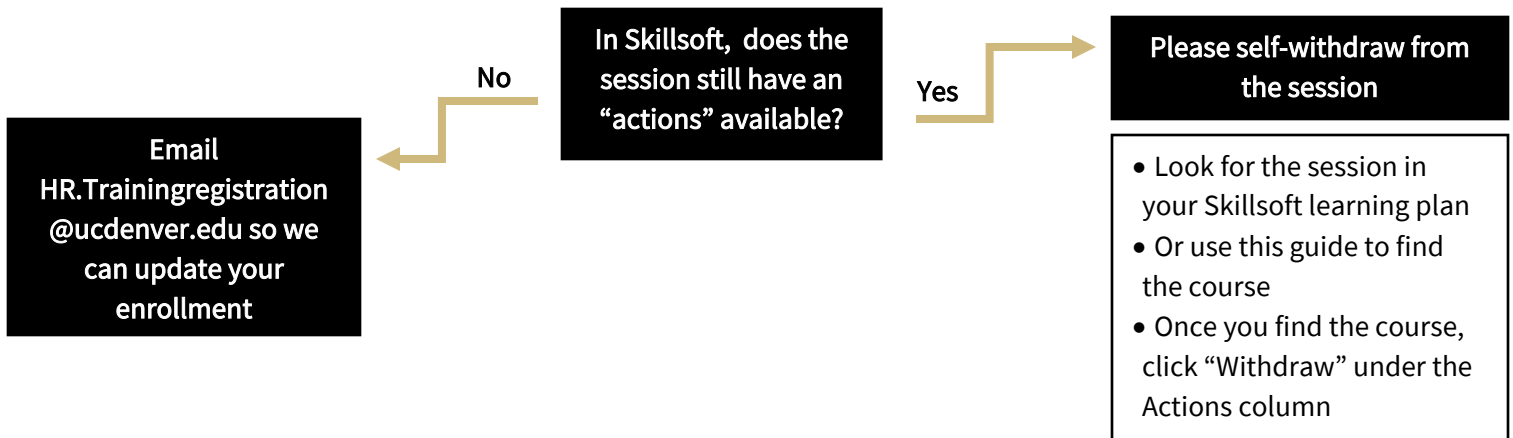 In Skillsoft, does the
session still have an
“actions” available?
No
Email
HR.Trainingregistration
@ucdenver.edu so we
can update your
enrollment
Yes
Please self-withdraw from
the session
• Look for the session in
your Skillsoft learning plan
• Or use this guide to find
the course
• Once you find the course,
click “Withdraw” under the
Actions column